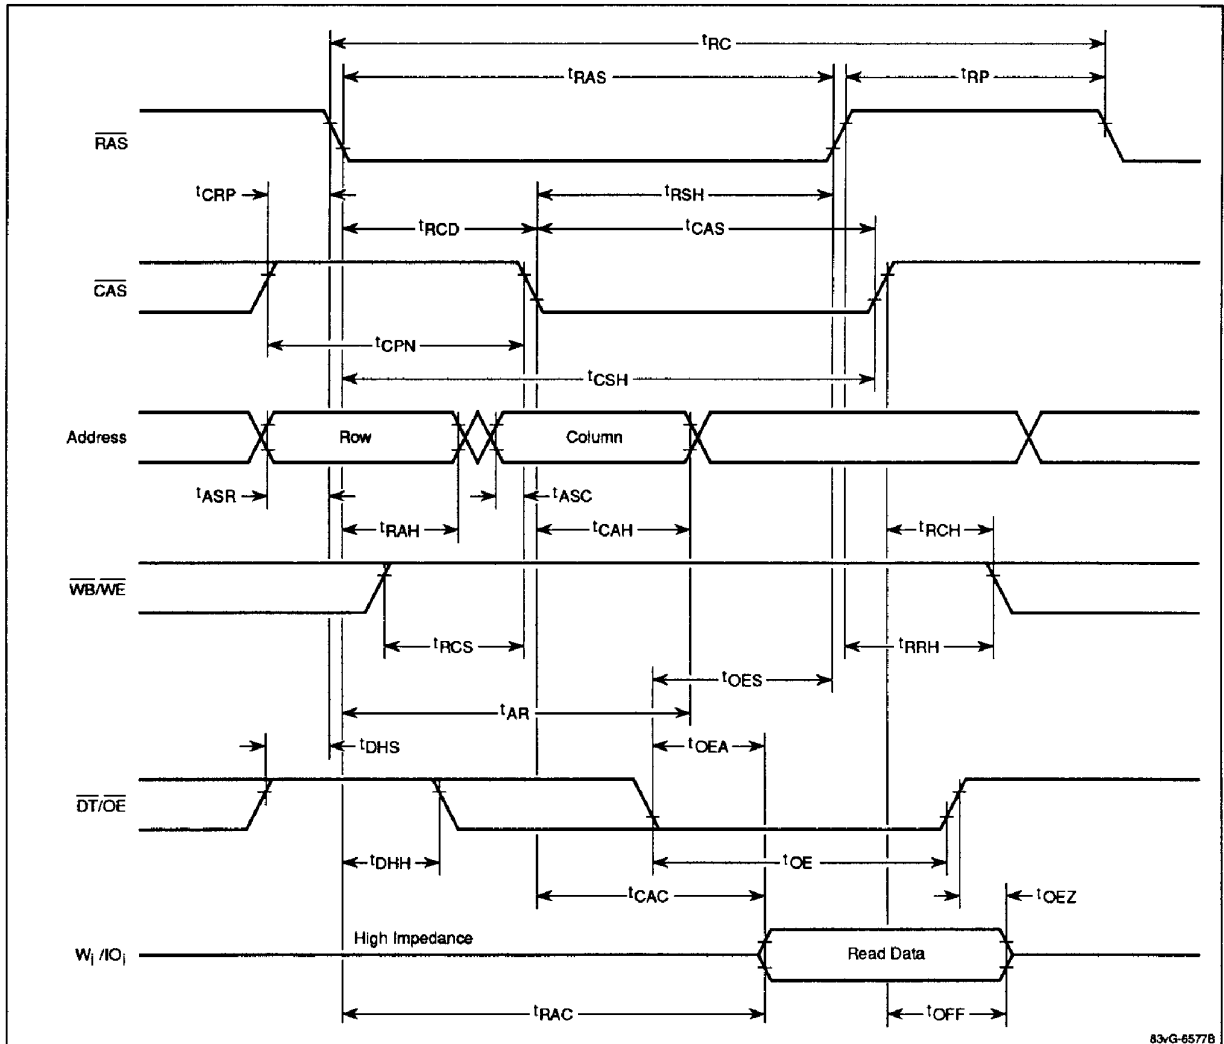 tRC
tRAS
tRP
RAS
tCRP
tRSH
tRCD
tCAS
CAS
tCPN
tCSH
Address
Row
Column
tASR
tASC
tRAH
tCAH
tRCH
WB/WE
tRCS
tRRH
tOES
tAR
tDHS
tOEA
DT/OE
tDHH
tOE
tCAC
tOEZ
High Impedance
Wi /IOi
Read Data
tRAC
tOFF
83vG-6577B